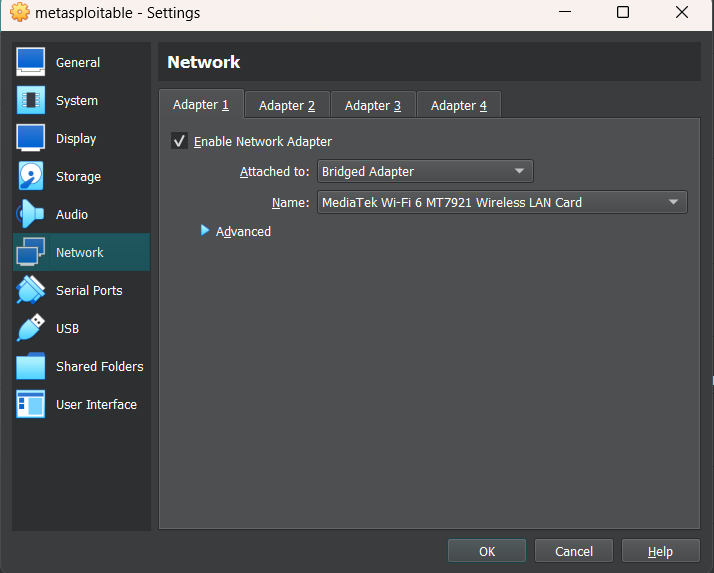 metasploitable - Settings
General
System
Display
Storage
Audio
Network
Serial Ports
USB
Shared Folders
User Interface
Network
Adapter 1 Adapter 2 Adapter 3 Adapter 4
Enable Network Adapter
Attached to: Bridged Adapter
Name: MediaTek Wi-Fi 6 MT7921 Wireless LAN Card
Advanced
OK Cancel Help